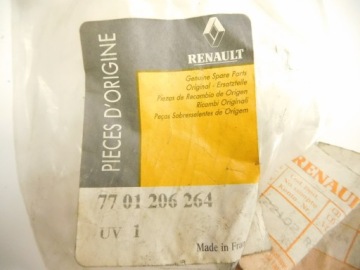 PIECES D'ORIGINE
RENAULT
Genuine Spare Parts
Original - Ersatzteile
Piezas de Recambio de Origen
Ricambi Originali
Peças Sobresselentes de Origem
77 01 206 264
UV 1
Made in
RENAULT